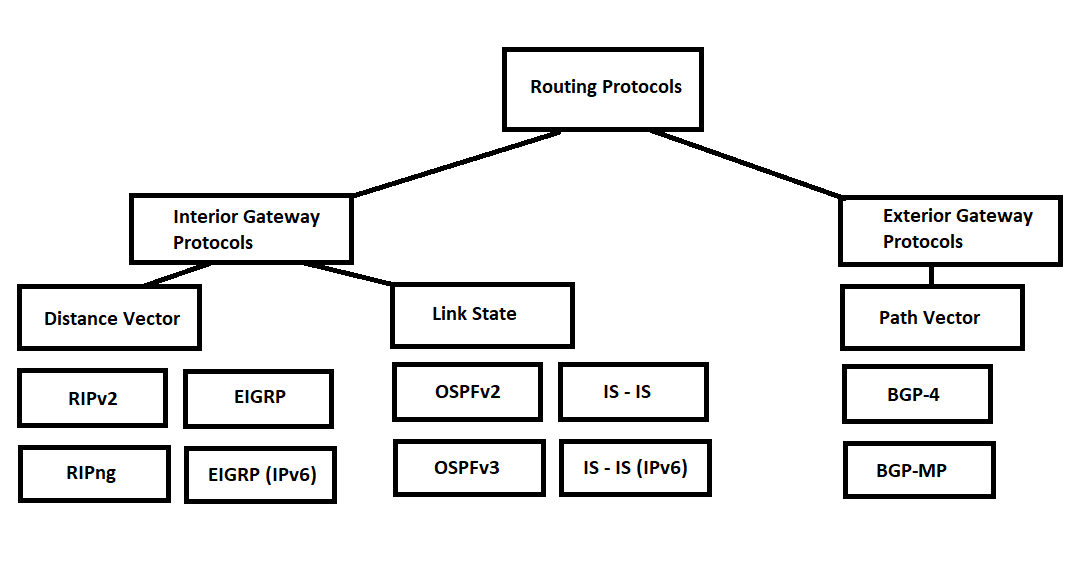 Routing Protocols
Interior Gateway
Protocols
Exterior Gateway
Protocols
Distance Vector
Link State
Path Vector
RIPv2
EIGRP
OSPFv2
IS - IS
BGP-4
RIPng
EIGRP (IPv6)
OSPFv3
IS - IS (IPv6)
BGP-MP